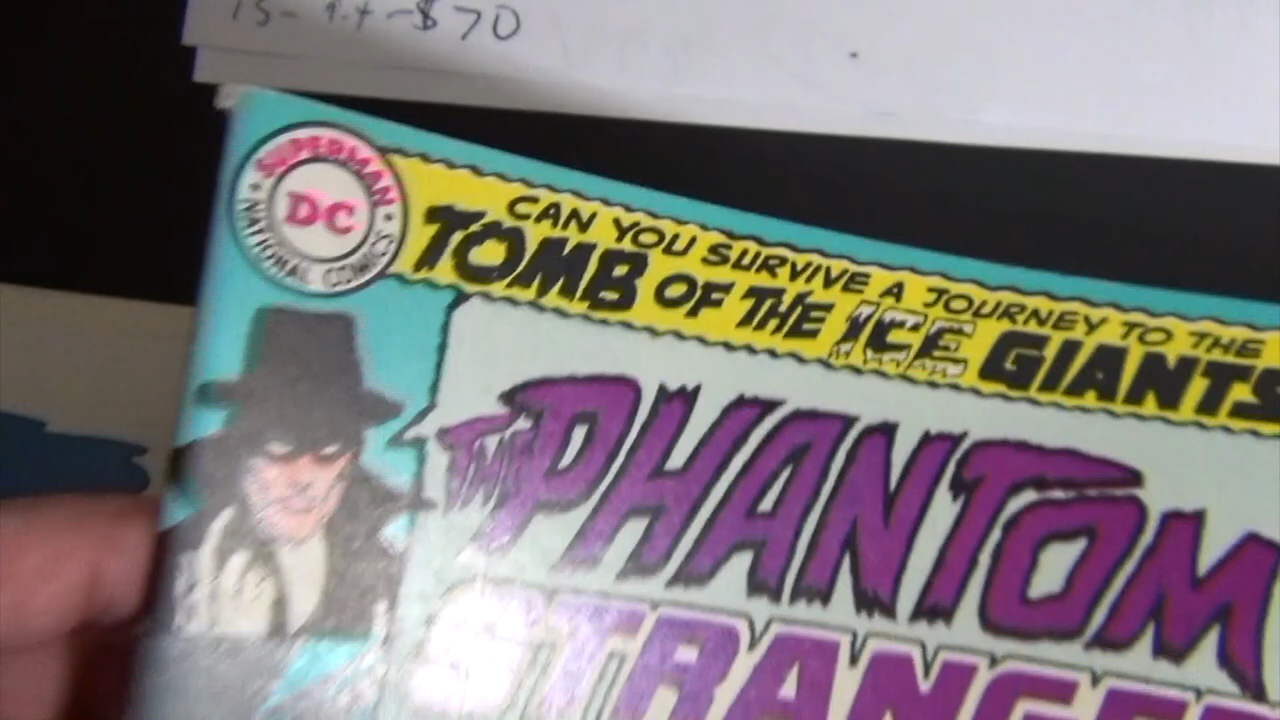 15- 9.4 -$70
SUPERMAN
DC
NATIONAL COMICS
CAN YOU SURVIVE A JOURNEY TO THE
TOMB OF THE ICE GIANTS
THE PHANTOM